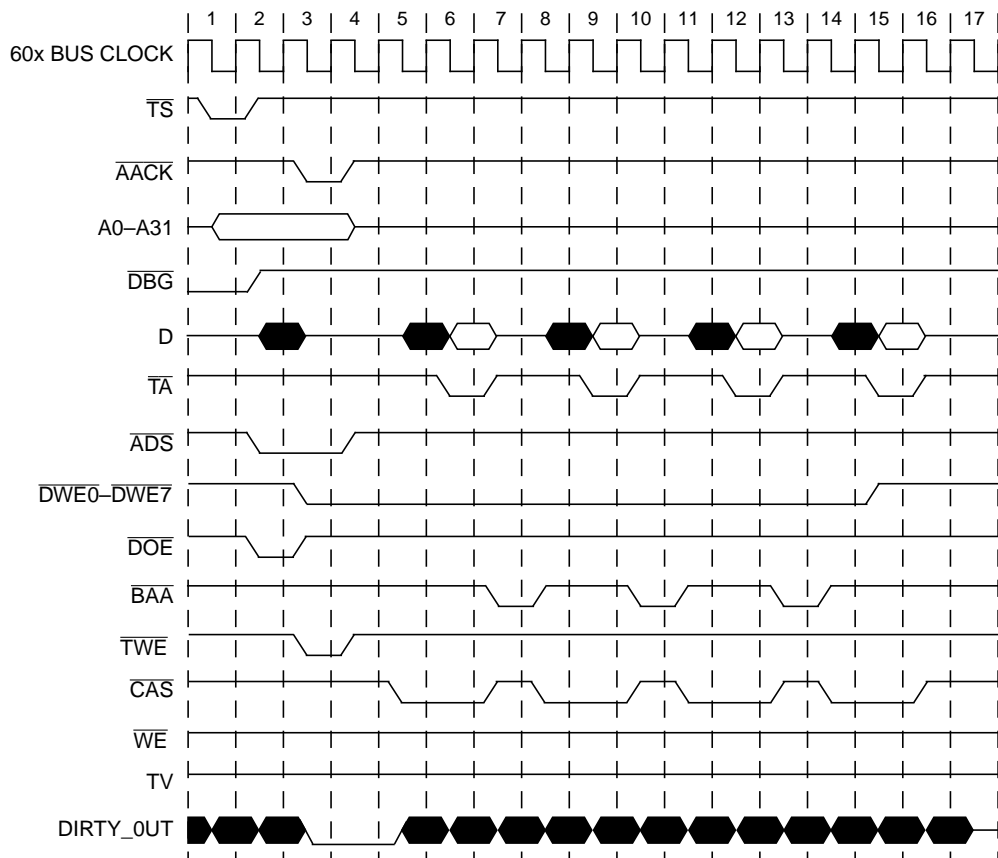 1 2 3 4 5 6 7 8 9 10 11 12 13 14 15 16 17
60x BUS CLOCK
TS
AACK
A0–A31
DBG
D
TA
ADS
DWE0–DWE7
DOE
BAA
TWE
CAS
WE
TV
DIRTY_0UT